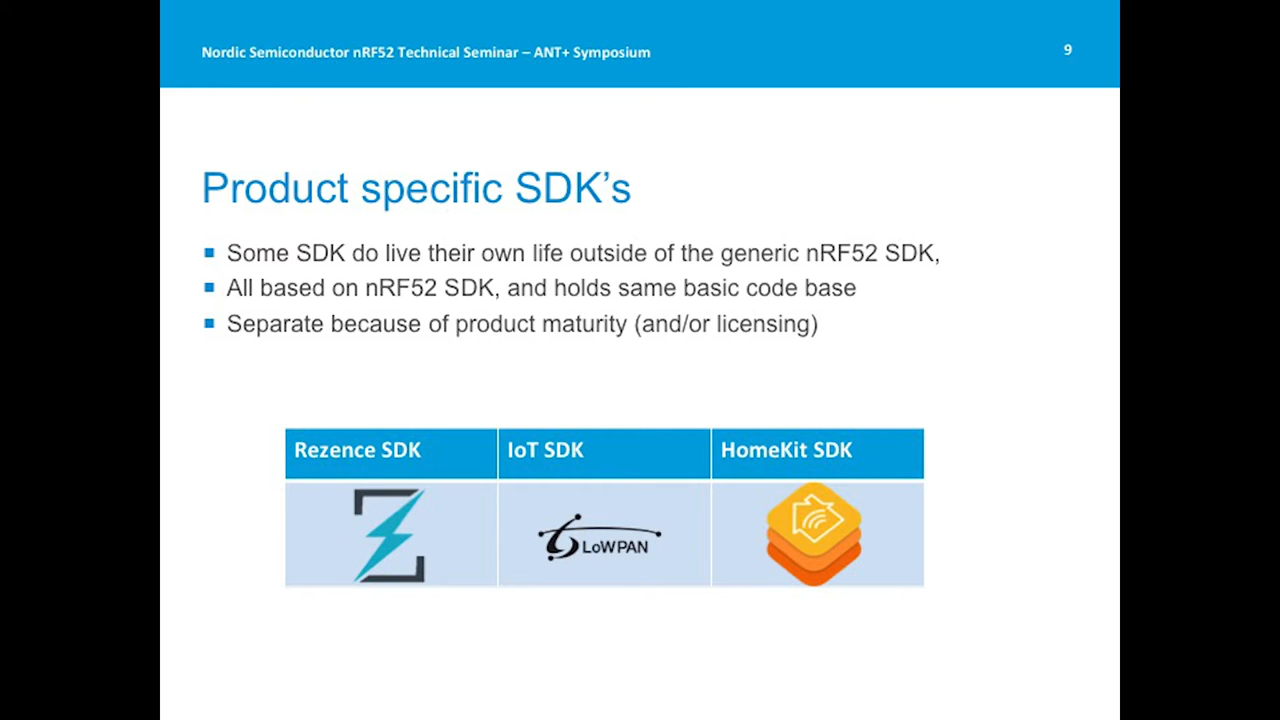 Nordic Semiconductor nRF52 Technical Seminar – ANT+ Symposium
9
Product specific SDK’s
Some SDK do live their own life outside of the generic nRF52 SDK,
All based on nRF52 SDK, and holds same basic code base
Separate because of product maturity (and/or licensing)
Rezence SDK
IoT SDK
HomeKit SDK
6LoWPAN